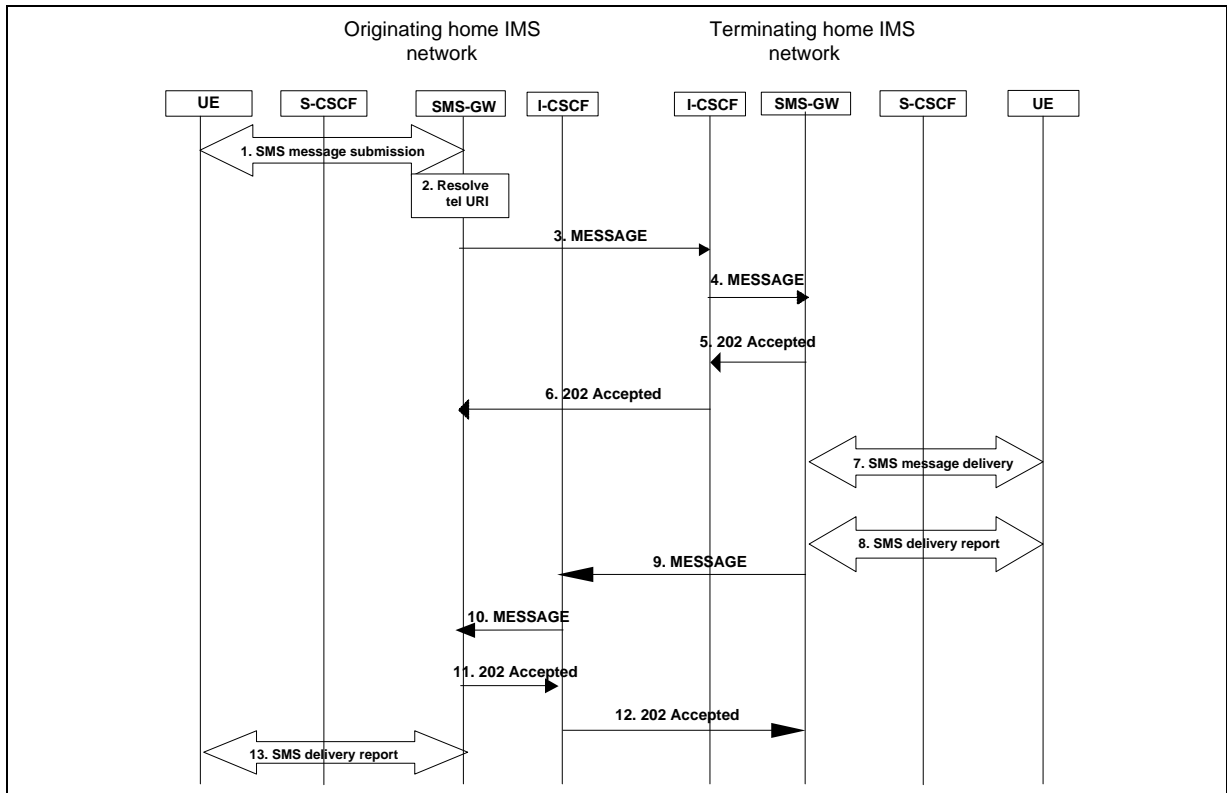 Originating home IMS
network
Terminating home IMS
network
UE
S-CSCF
SMS-GW
I-CSCF
I-CSCF
SMS-GW
S-CSCF
UE
1. SMS message submission
2. Resolve
tel URI
3. MESSAGE
4. MESSAGE
5. 202 Accepted
6. 202 Accepted
7. SMS message delivery
8. SMS delivery report
9. MESSAGE
10. MESSAGE
11. 202 Accepted
12. 202 Accepted
13. SMS delivery report